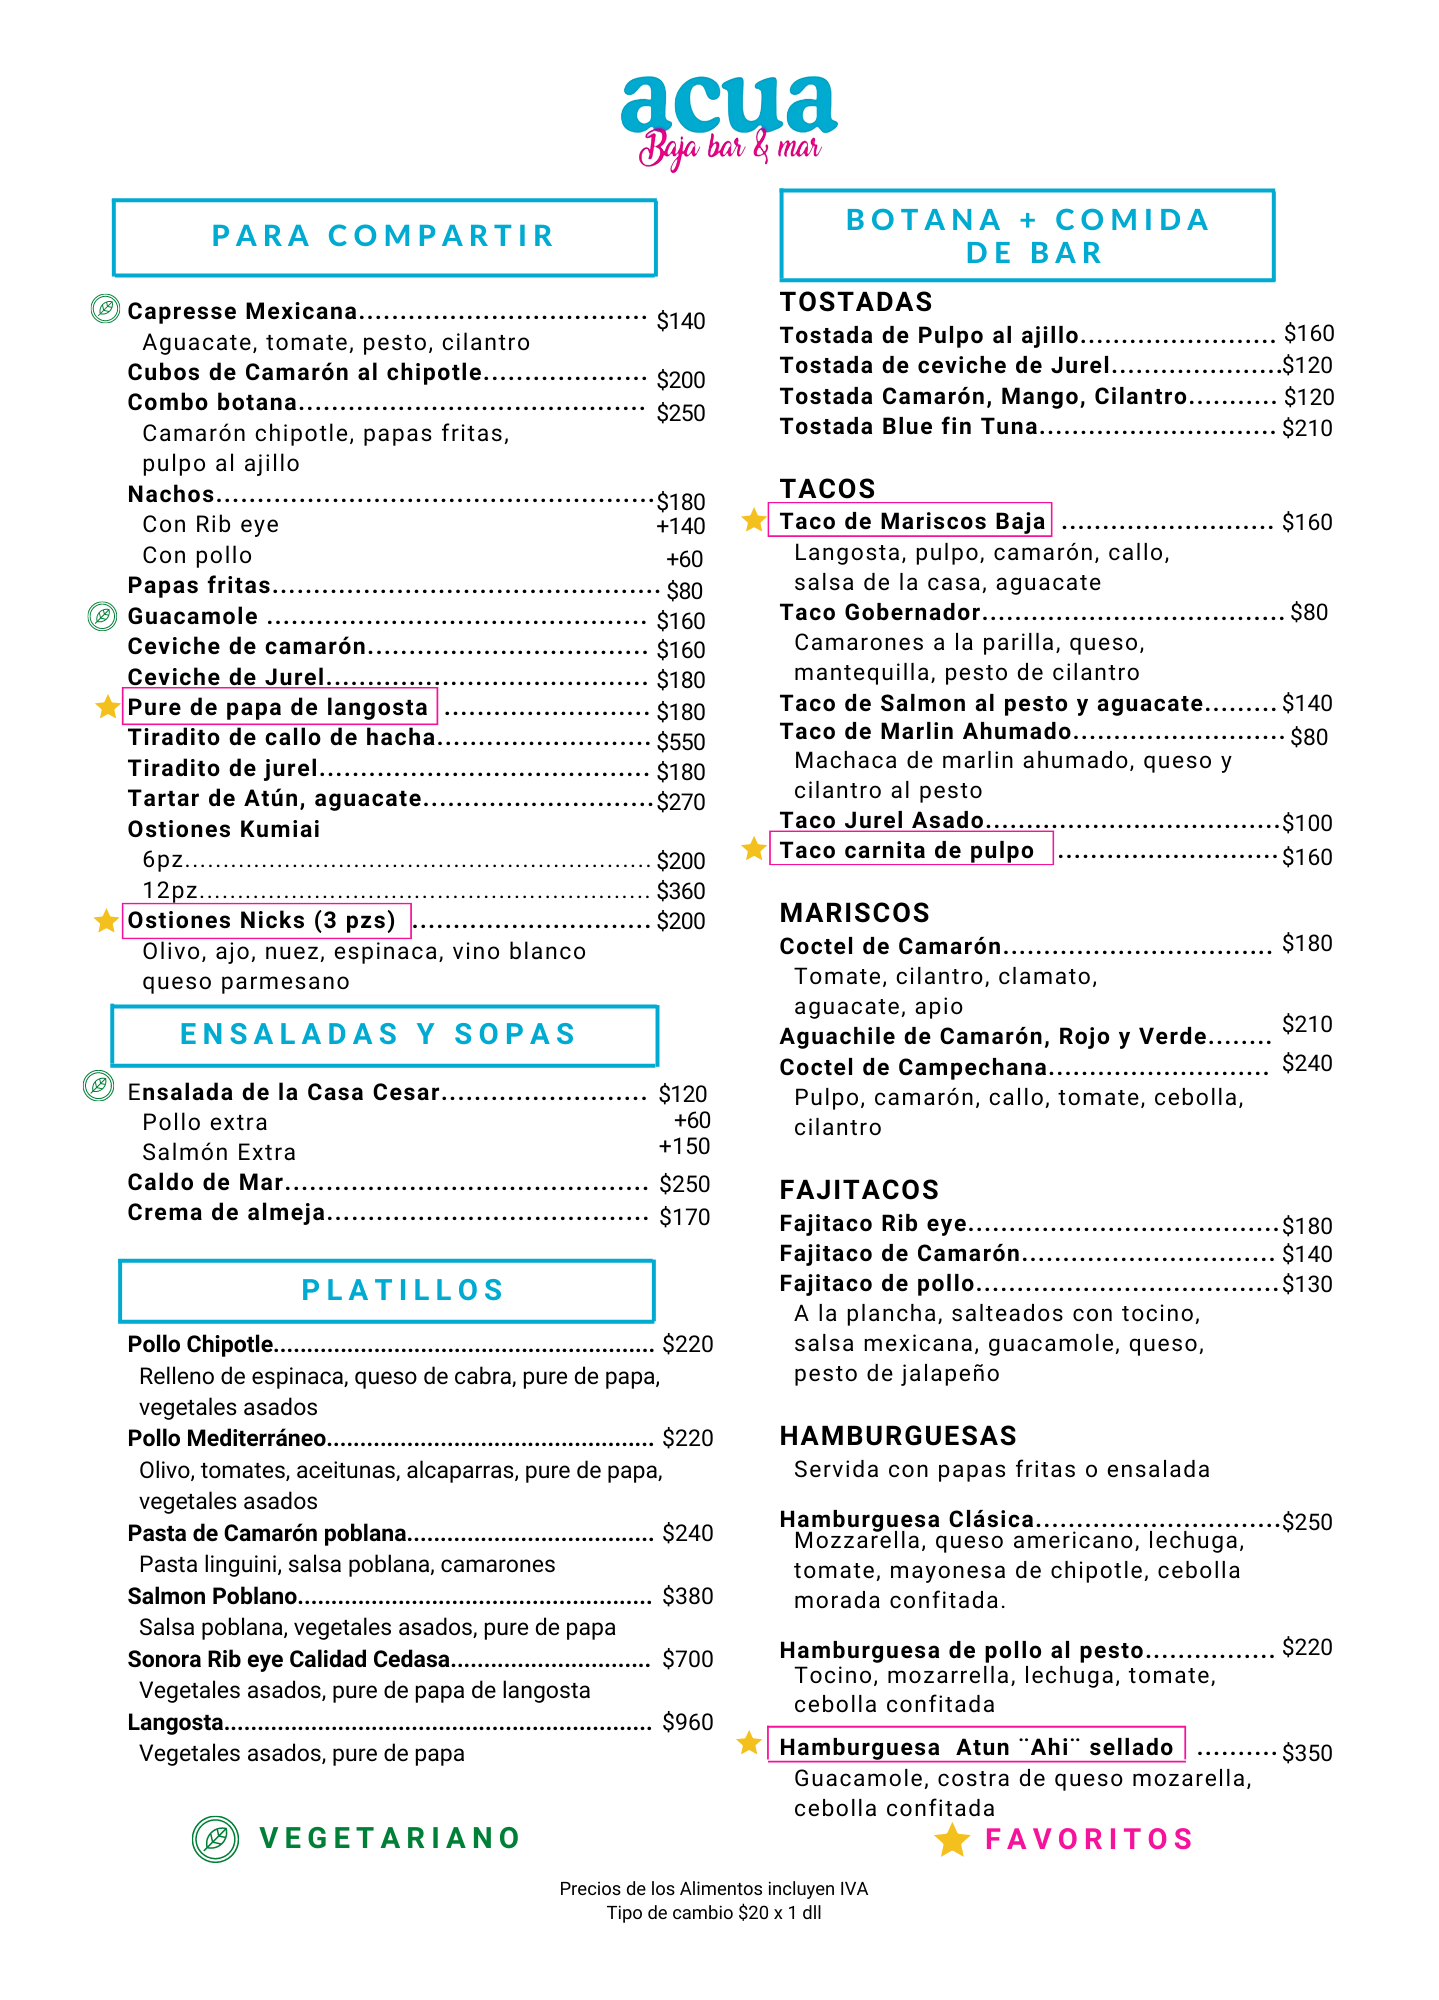 acua
Baja bar & mar
PARA COMPARTIR
Capresse Mexicana................................... $140
Aguacate, tomate, pesto, cilantro
Cubos de Camarón al chipotle.................... $200
Combo botana.......................................... $250
Camarón chipotle, papas fritas,
pulpo al ajillo
Nachos.....................................................$180
Con Rib eye +140
Con pollo +60
Papas fritas............................................... $80
Guacamole .............................................. $160
Ceviche de camarón.................................. $160
Ceviche de Jurel....................................... $180
Pure de papa de langosta ......................... $180
Tiradito de callo de hacha.......................... $550
Tiradito de jurel........................................ $180
Tartar de Atún, aguacate............................$270
Ostiones Kumiai
6pz............................................................ $200
12pz.......................................................... $360
Ostiones Nicks (3 pzs) ............................. $200
Olivo, ajo, nuez, espinaca, vino blanco
queso parmesano
ENSALADAS Y SOPAS
Ensalada de la Casa Cesar......................... $120
Pollo extra +60
Salmón Extra +150
Caldo de Mar............................................ $250
Crema de almeja....................................... $170
PLATILLOS
Pollo Chipotle......................................................... $220
Relleno de espinaca, queso de cabra, pure de papa,
vegetales asados
Pollo Mediterráneo................................................. $220
Olivo, tomates, aceitunas, alcaparras, pure de papa,
vegetales asados
Pasta de Camarón poblana..................................... $240
Pasta linguini, salsa poblana, camarones
Salmon Poblano..................................................... $380
Salsa poblana, vegetales asados, pure de papa
Sonora Rib eye Calidad Cedasa.............................. $700
Vegetales asados, pure de papa de langosta
Langosta................................................................ $960
Vegetales asados, pure de papa
VEGETARIANO
BOTANA + COMIDA
DE BAR
TOSTADAS
Tostada de Pulpo al ajillo........................ $160
Tostada de ceviche de Jurel.....................$120
Tostada Camarón, Mango, Cilantro........... $120
Tostada Blue fin Tuna............................. $210
TACOS
Taco de Mariscos Baja .......................... $160
Langosta, pulpo, camarón, callo,
salsa de la casa, aguacate
Taco Gobernador..................................... $80
Camarones a la parilla, queso,
mantequilla, pesto de cilantro
Taco de Salmon al pesto y aguacate......... $140
Taco de Marlin Ahumado.......................... $80
Machaca de marlin ahumado, queso y
cilantro al pesto
Taco Jurel Asado....................................$100
Taco carnita de pulpo ...........................$160
MARISCOS
Coctel de Camarón................................. $180
Tomate, cilantro, clamato,
aguacate, apio
Aguachile de Camarón, Rojo y Verde........ $210
Coctel de Campechana........................... $240
Pulpo, camarón, callo, tomate, cebolla,
cilantro
FAJITACOS
Fajitaco Rib eye......................................$180
Fajitaco de Camarón............................... $140
Fajitaco de pollo.....................................$130
A la plancha, salteados con tocino,
salsa mexicana, guacamole, queso,
pesto de jalapeño
HAMBURGUESAS
Servida con papas fritas o ensalada
Hamburguesa Clásica..............................$250
Mozzarella, queso americano, lechuga,
tomate, mayonesa de chipotle, cebolla
morada confitada.
Hamburguesa de pollo al pesto................ $220
Tocino, mozarrella, lechuga, tomate,
cebolla confitada
Hamburguesa Atun ¨Ahi¨ sellado ..........$350
Guacamole, costra de queso mozarella,
cebolla confitada
FAVORITOS
Precios de los Alimentos incluyen IVA
Tipo de cambio $20 x 1 dll